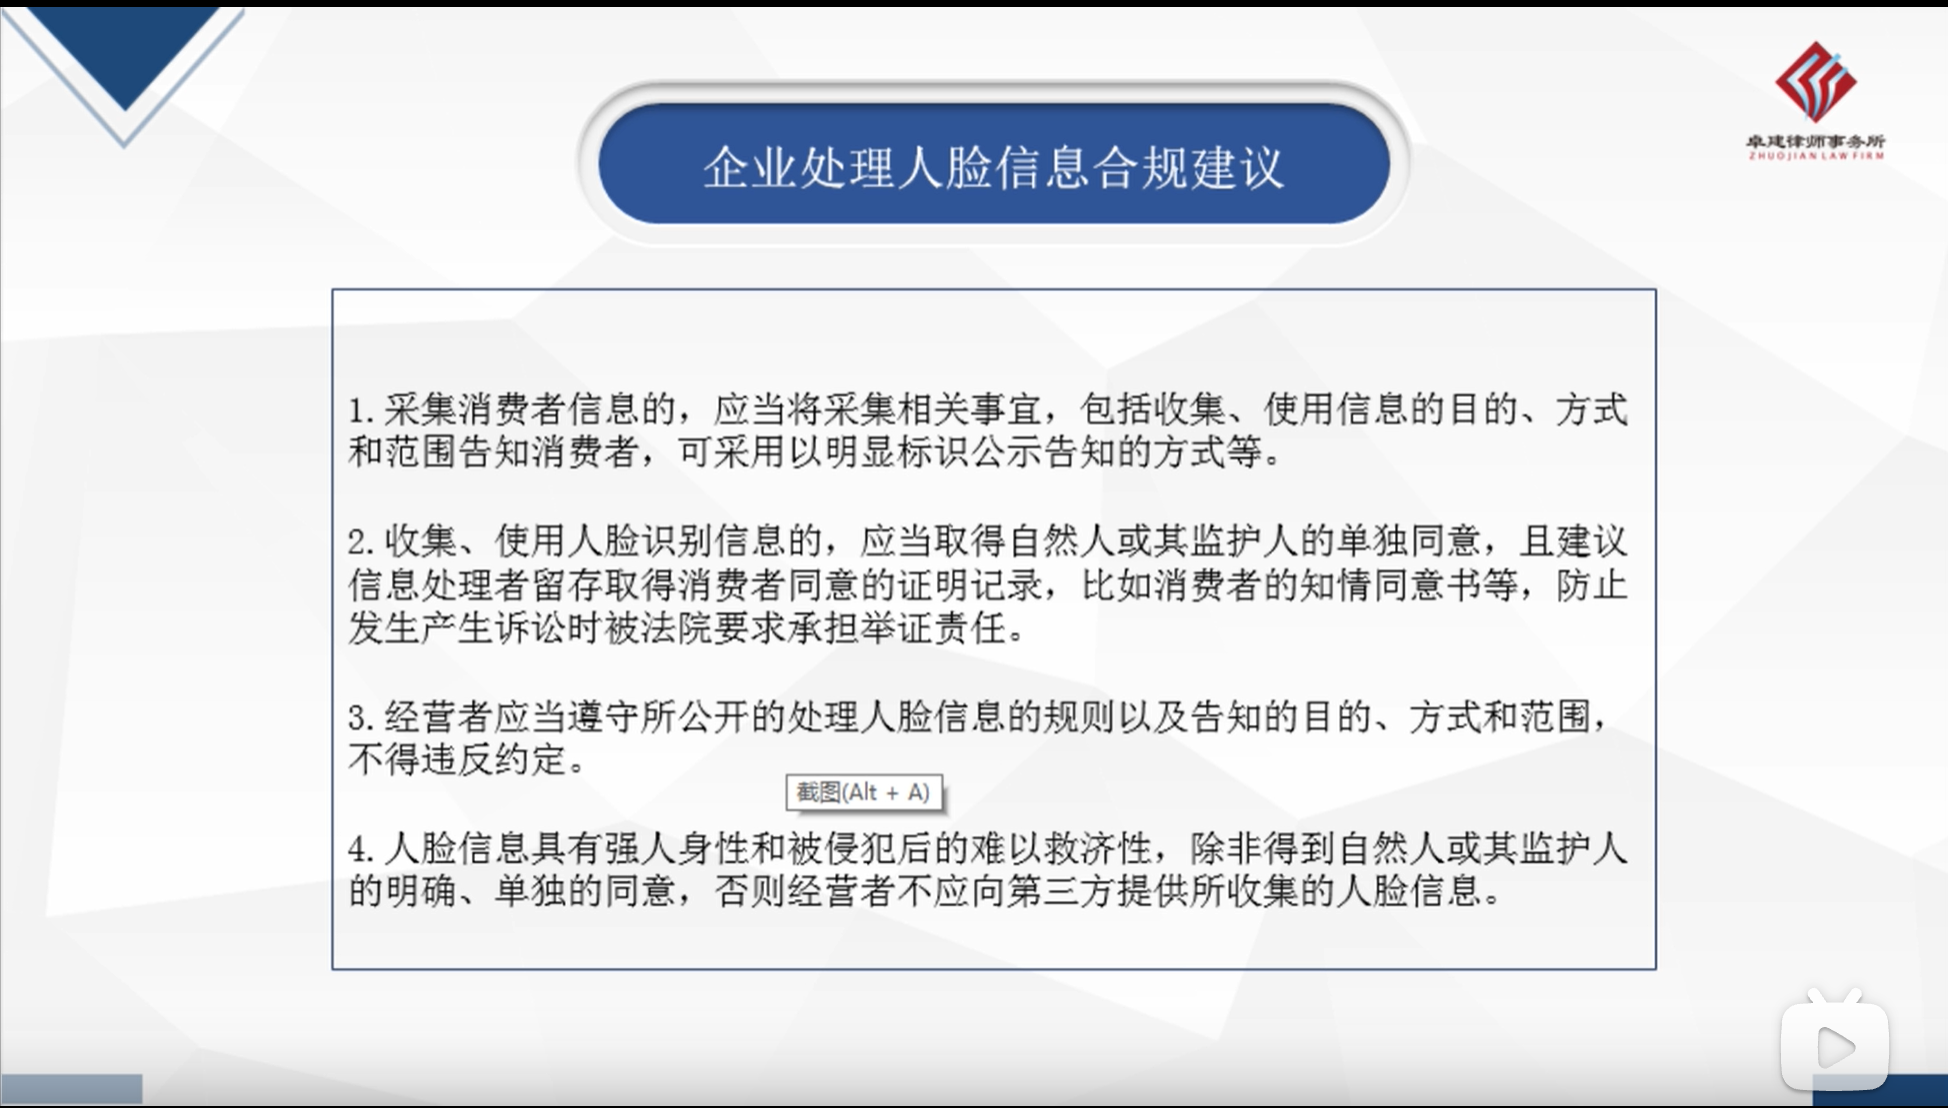 卓建律师事务所
ZHUOJIAN LAW FIRM
企业处理人脸信息合规建议
1. 采集消费者信息的，应当将采集相关事宜，包括收集、使用信息的目的、方式
和范围告知消费者，可采用以明显标识公示告知的方式等。
2. 收集、使用人脸识别信息的，应当取得自然人或其监护人的单独同意，且建议
信息处理者留存取得消费者同意的证明记录，比如消费者的知情同意书等，防止
发生产生诉讼时被法院要求承担举证责任。
3. 经营者应当遵守所公开的处理人脸信息的规则以及告知的目的、方式和范围，
不得违反约定。
截图(Alt + A)
4. 人脸信息具有强人身性和被侵犯后的难以救济性，除非得到自然人或其监护人
的明确、单独的同意，否则经营者不应向第三方提供所收集的人脸信息。